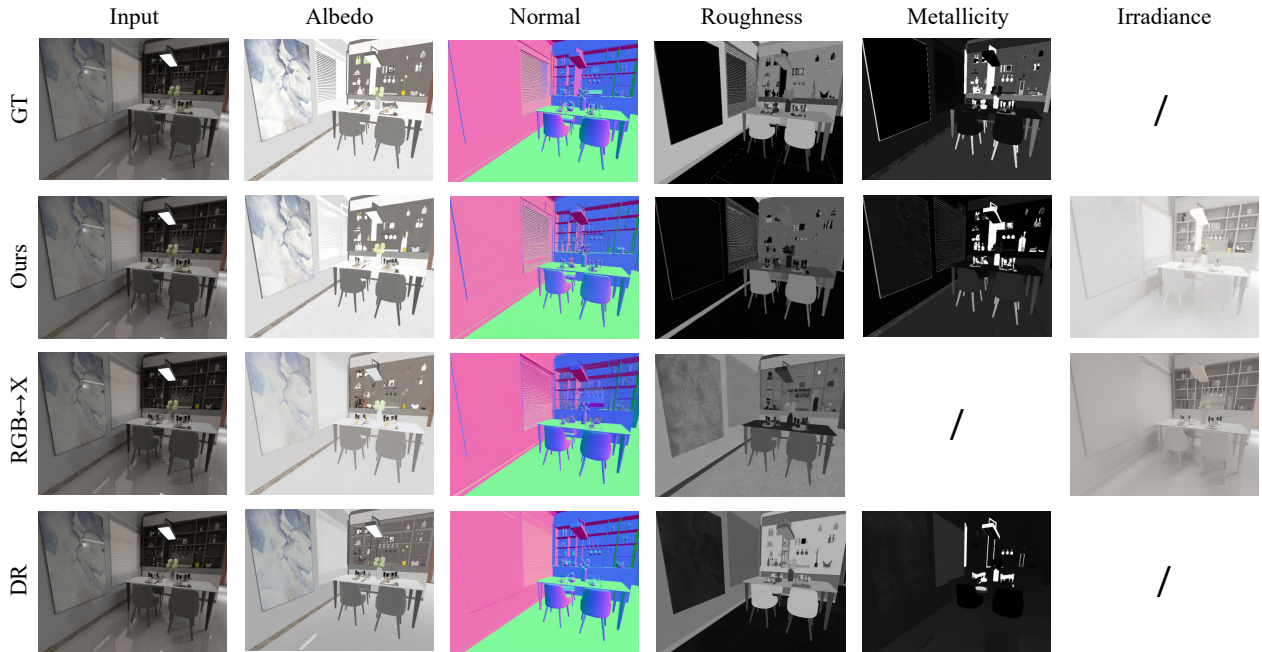 Input Albedo Normal Roughness Metallicity Irradiance
GT /
Ours
RGB↔X /
DR /